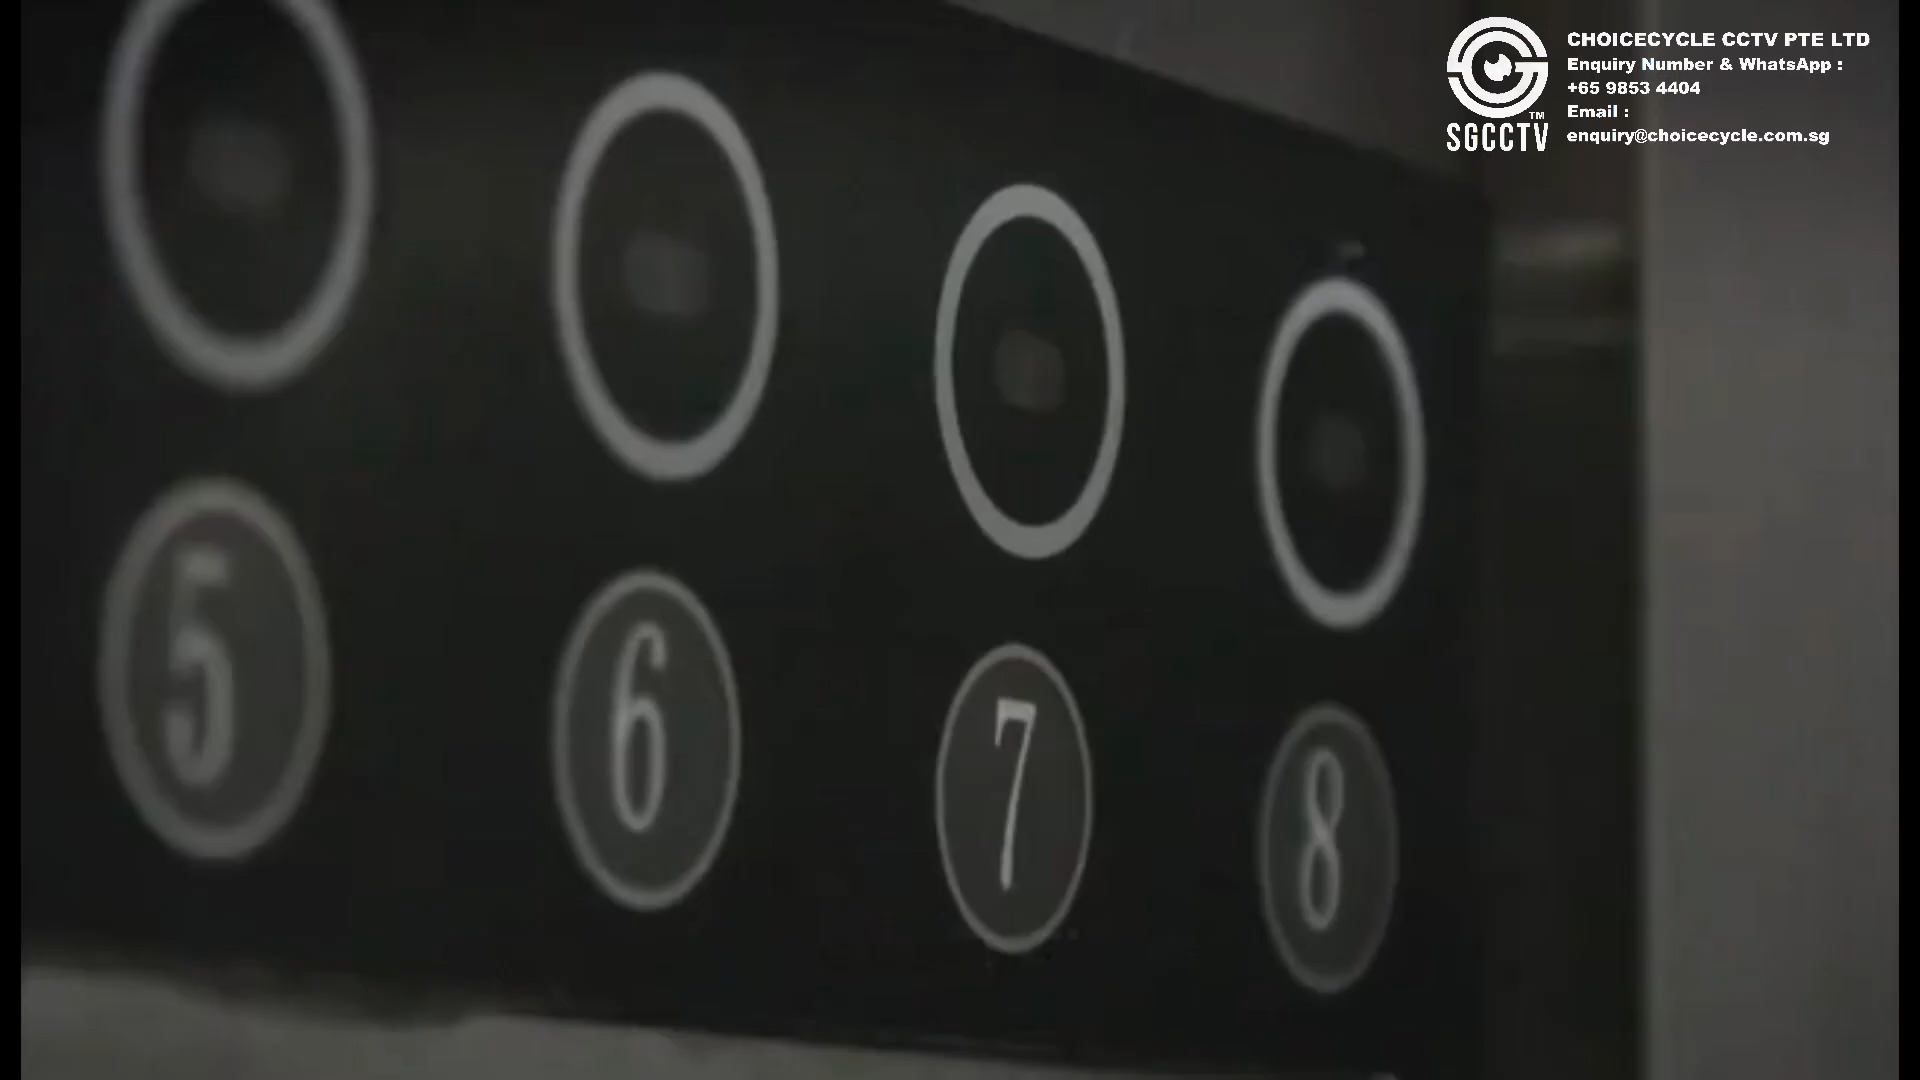 CHOICECYCLE CCTV PTE LTD
Enquiry Number & WhatsApp :
+65 9853 4404
Email :
enquiry@choicecycle.com.sg
TM
SGCCTV
5 6 7 8